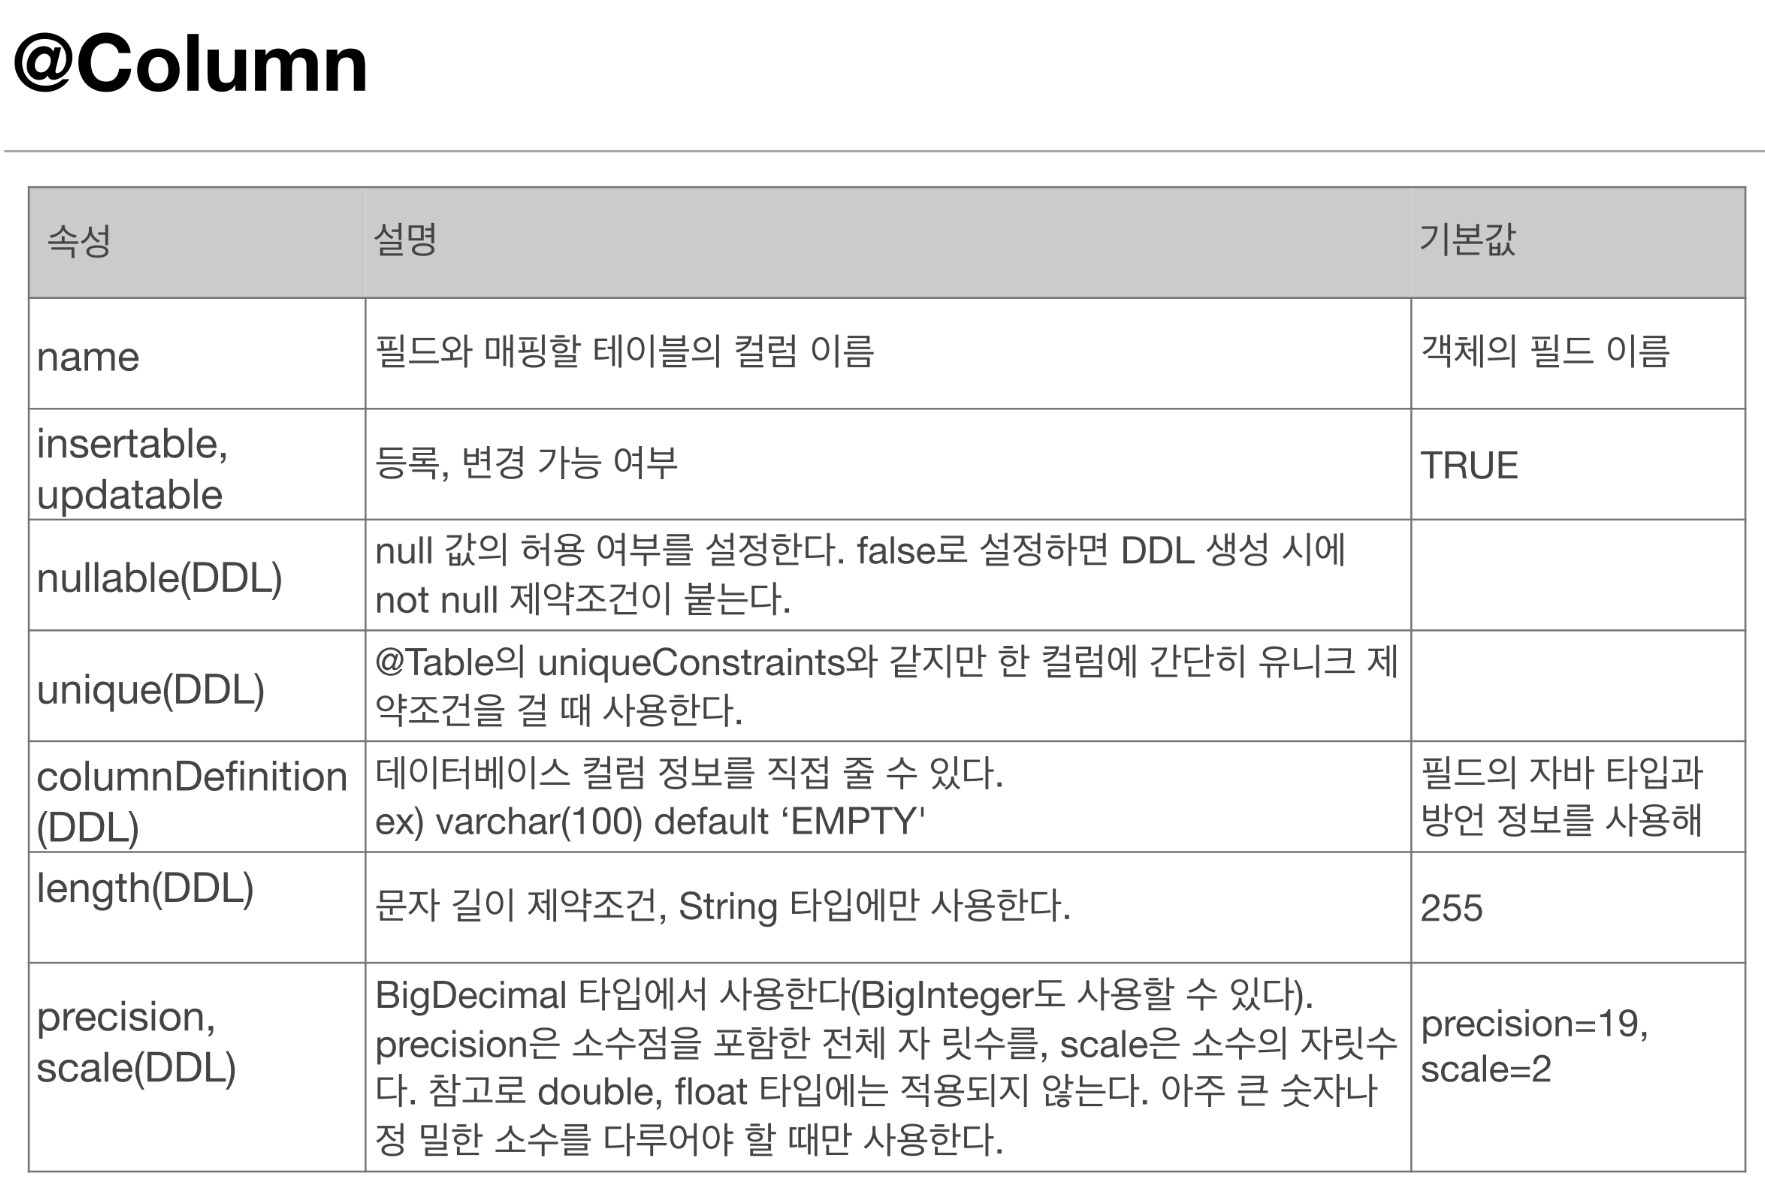 @Column
속성 설명 기본값
name 필드와 매핑할 테이블의 컬럼 이름 객체의 필드 이름
insertable,
updatable
등록, 변경 가능 여부 TRUE
nullable(DDL)
null 값의 허용 여부를 설정한다. false로 설정하면 DDL 생성 시에
not null 제약조건이 붙는다.
unique(DDL)
@Table의 uniqueConstraints와 같지만 한 컬럼에 간단히 유니크 제
약조건을 걸 때 사용한다.
columnDefinition
(DDL)
데이터베이스 컬럼 정보를 직접 줄 수 있다.
ex) varchar(100) default ‘EMPTY'
필드의 자바 타입과
방언 정보를 사용해
length(DDL)
문자 길이 제약조건, String 타입에만 사용한다.
255
precision,
scale(DDL)
BigDecimal 타입에서 사용한다(BigInteger도 사용할 수 있다).
precision은 소수점을 포함한 전체 자 릿수를, scale은 소수의 자릿수
다. 참고로 double, float 타입에는 적용되지 않는다. 아주 큰 숫자나
정 밀한 소수를 다루어야 할 때만 사용한다.
precision=19,
scale=2